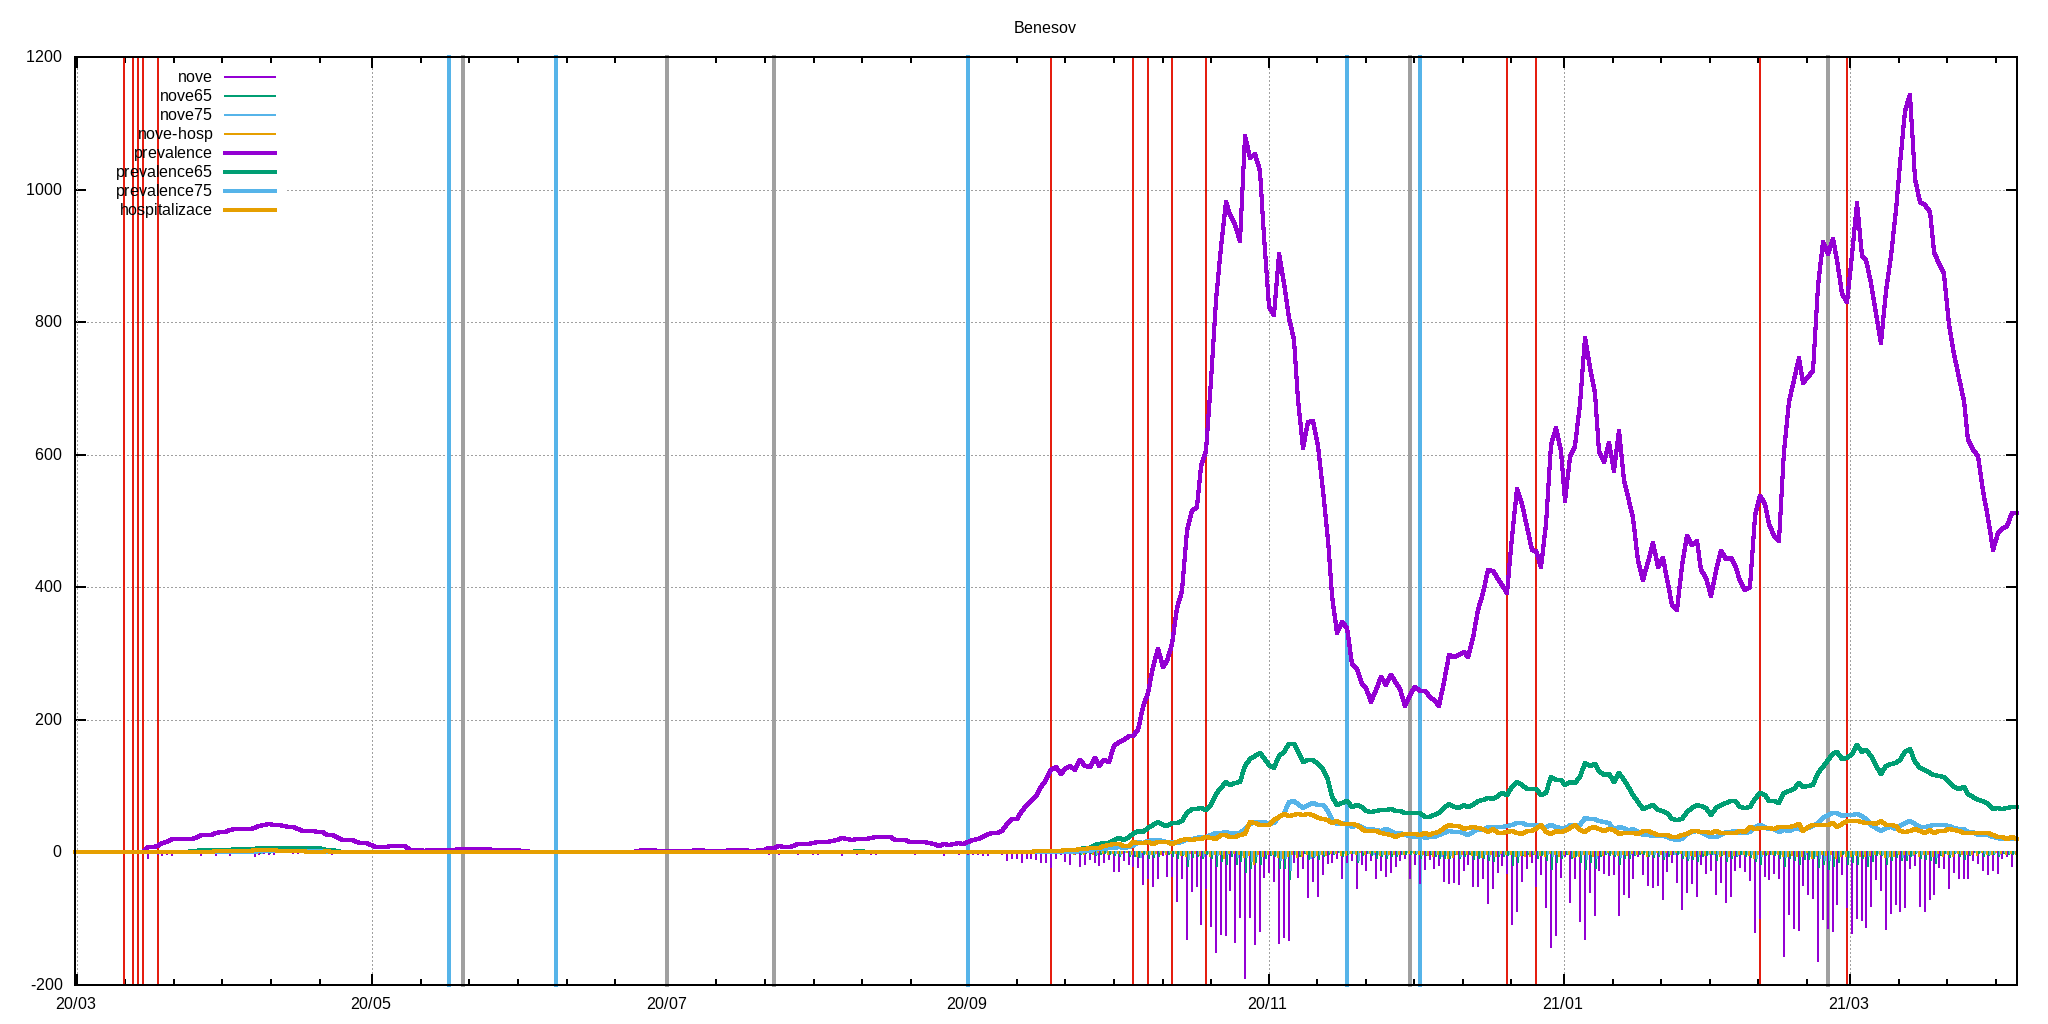 Benesov
1200
1000
800
600
400
200
0
-200
nove
nove65
nove75
nove-hosp
prevalence
prevalence65
prevalence75
hospitalizace
20/03 20/05 20/07 20/09 20/11 21/01 21/03